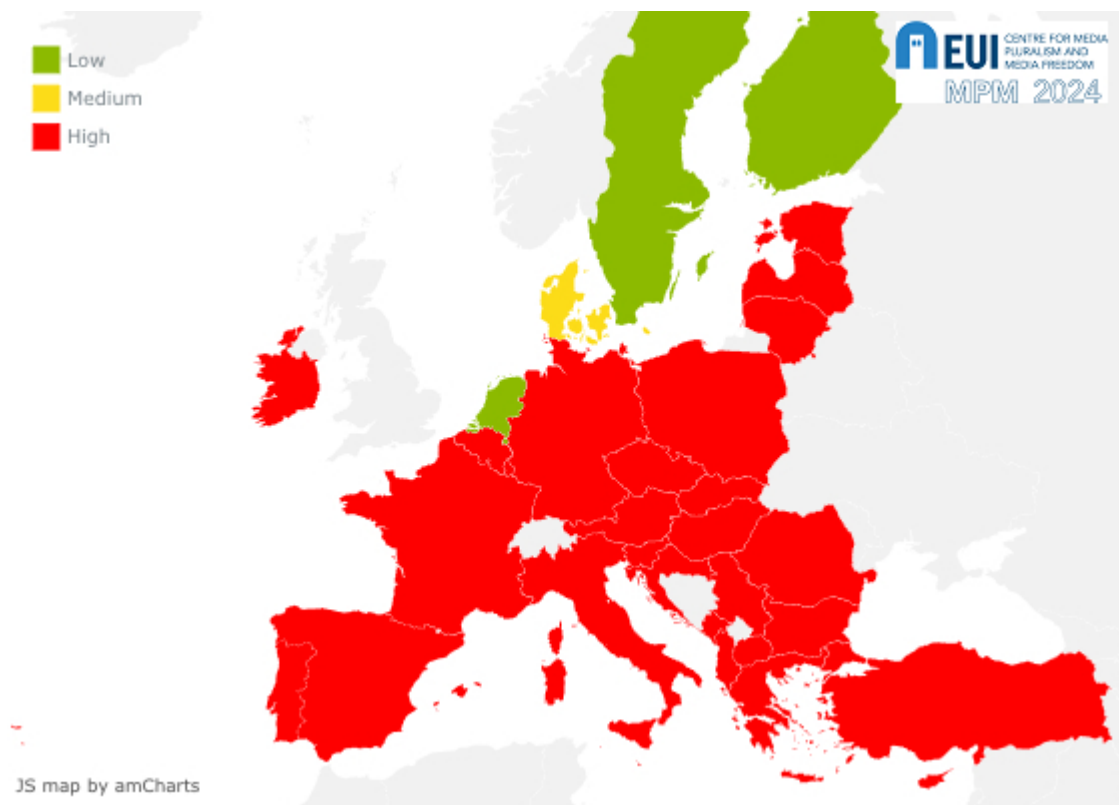 Low
Medium
High
EUI
CENTRE FOR MEDIA
PLURALISM AND
MEDIA FREEDOM
MPM 2024
JS map by amCharts